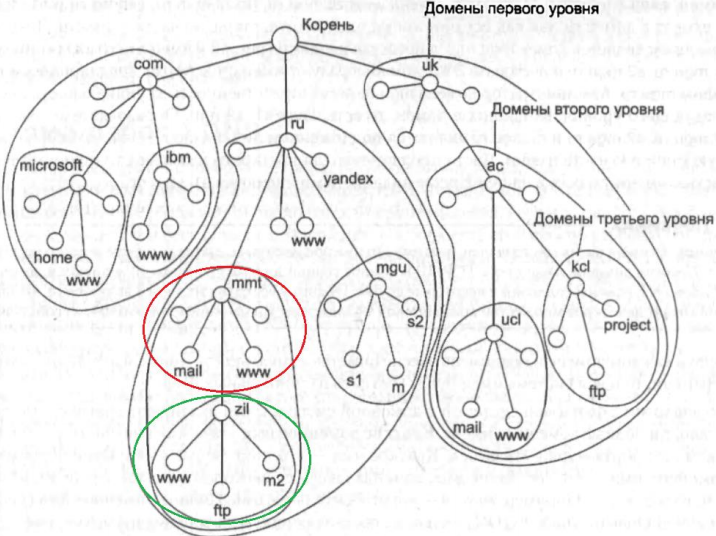 Домены первого уровня
Корень
com
uk
Домены второго уровня
ru
microsoft
ibm
ac
yandex
Домены третьего уровня
www
home
www
www
mmt
mgu
kcl
s2
ucl
project
mail
www
s1
m
ftp
zil
mail
www
www
m2
ftp